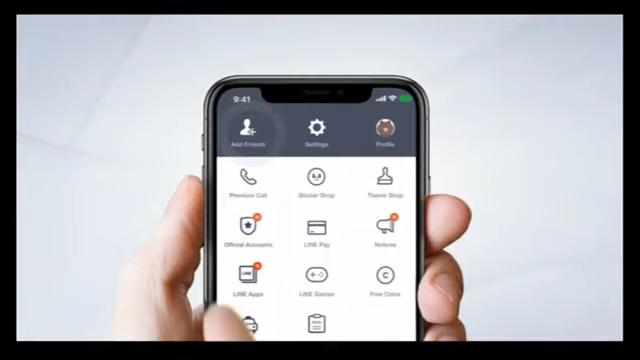 9:41
Add Friends
Settings
Profile
Premium Call
Sticker Shop
Theme Shop
Official Accounts
LINE Pay
Notices
LINE
LINE Apps
LINE Games
Free Coins